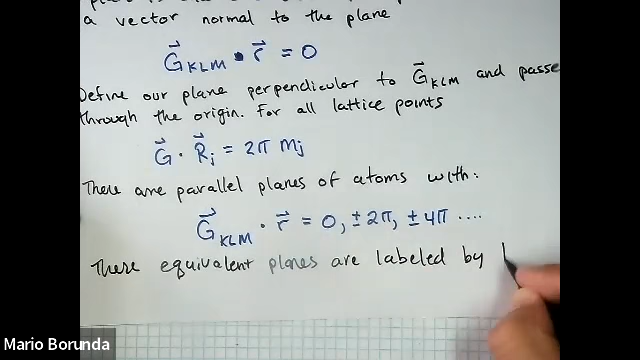 a vector normal to the plane
G⃗KLM • r⃗ = 0
Define our plane perpendicular to G⃗KLM and passe
through the origin. For all lattice points
G⃗ · R⃗j = 2π mj
There are parallel planes of atoms with:
G⃗KLM · r⃗ = 0, ±2π, ±4π ....
These equivalent planes are labeled by
Mario Borunda